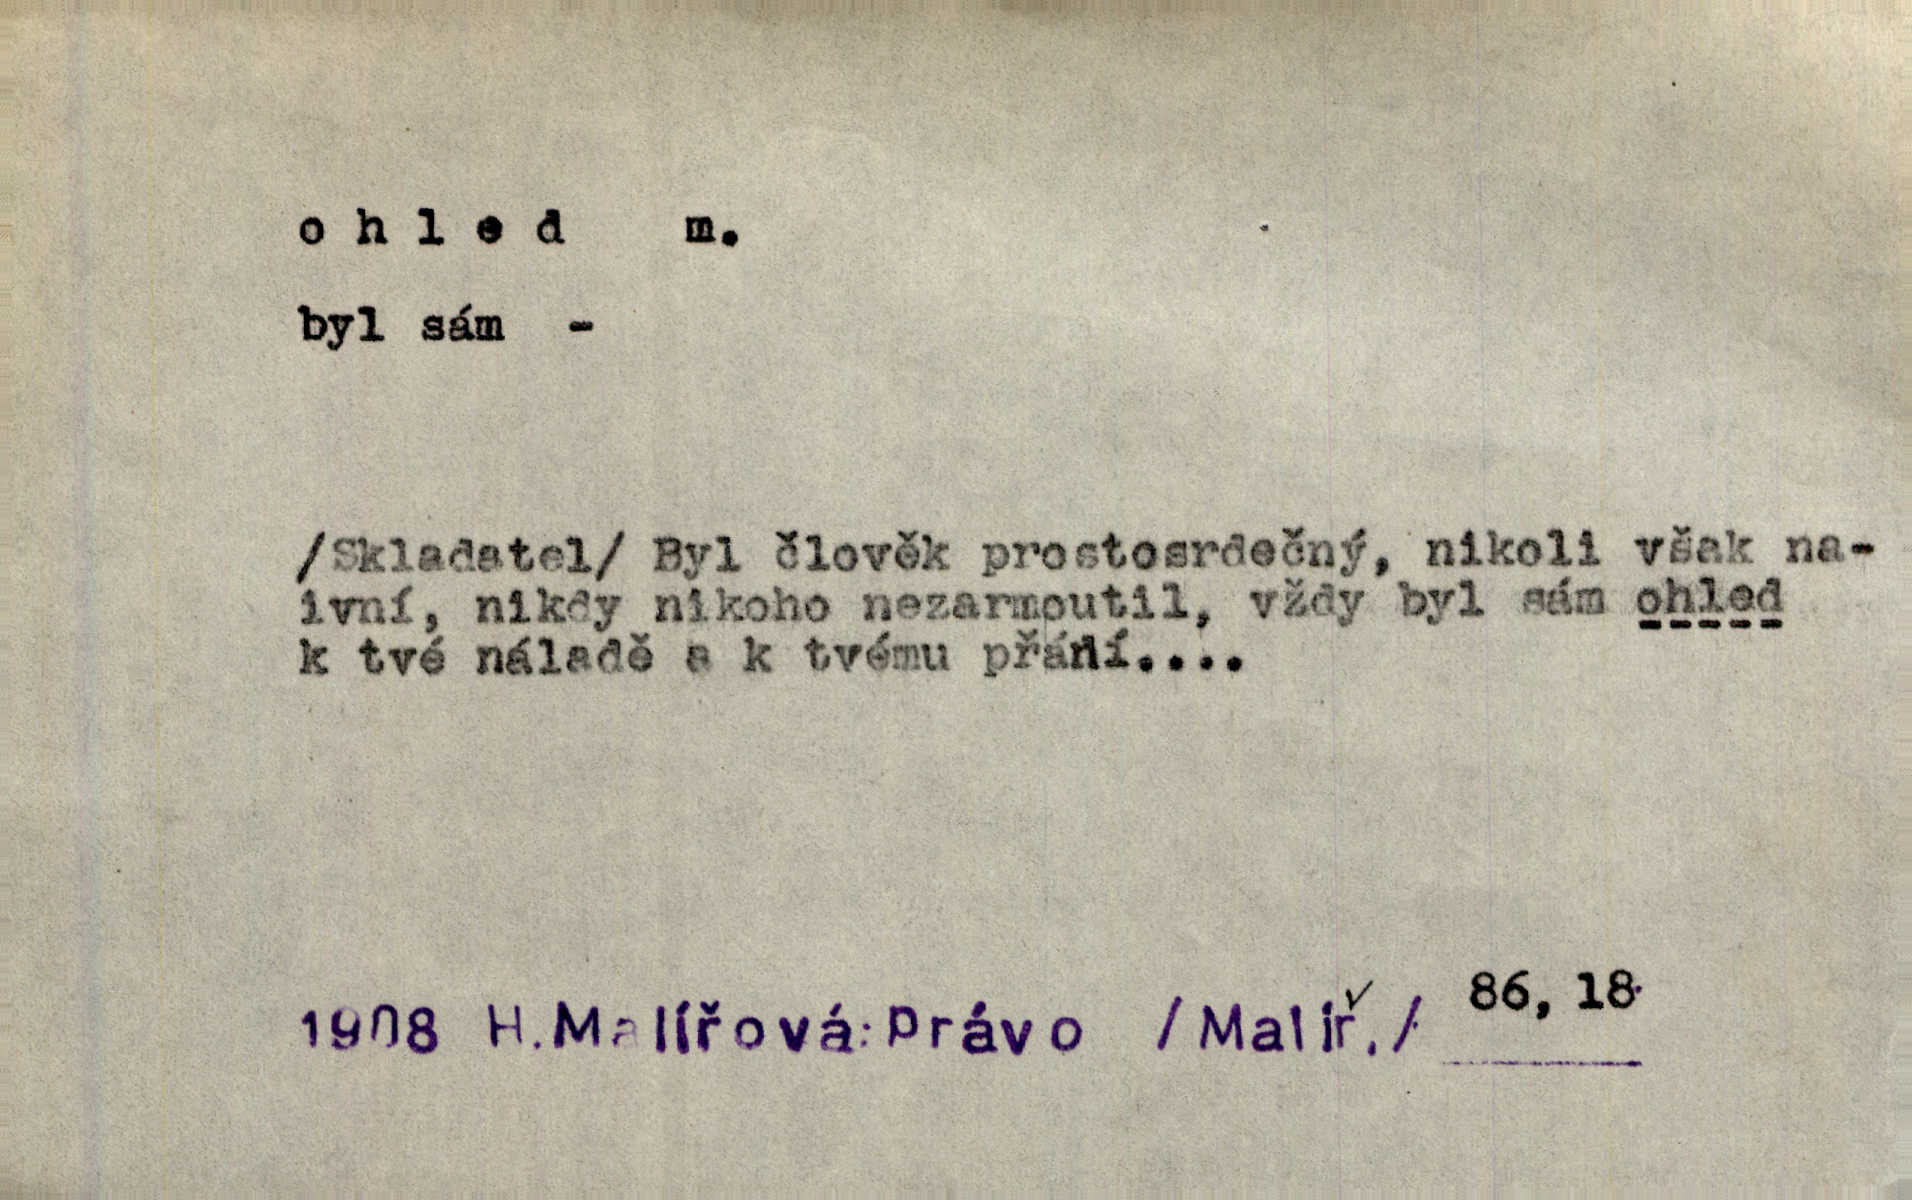 ohled m.
byl sám -
/Skladatel/ Byl člověk prostosrdečný, nikoli však na-
ivní, nikdy nikoho nezarmoutil, vždy byl sám ohled
k tvé náladě a k tvému přání....
86, 18
1908 H.Malířová: Právo /Malíř./